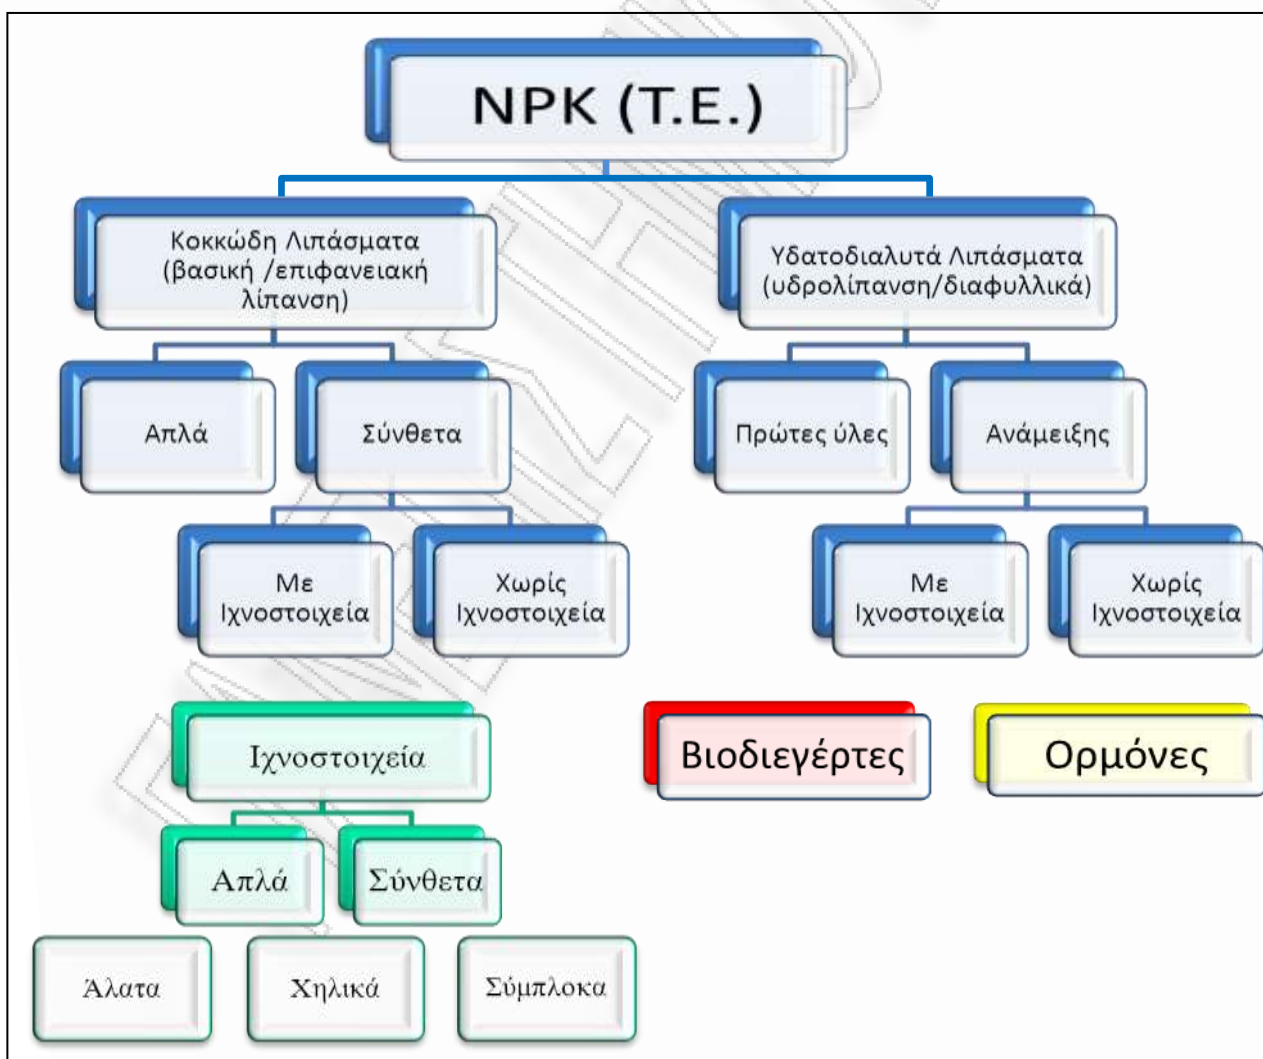 NPK (T.E.)
Κοκκώδη Λιπάσματα
(βασική /επιφανειακή
λίπανση)
Υδατοδιαλυτά Λιπάσματα
(υδρολίπανση/διαφυλλικά)
Απλά
Σύνθετα
Πρώτες ύλες
Ανάμειξης
Με
Ιχνοστοιχεία
Χωρίς
Ιχνοστοιχεία
Με
Ιχνοστοιχεία
Χωρίς
Ιχνοστοιχεία
Ιχνοστοιχεία
Βιοδιεγέρτες
Ορμόνες
Απλά
Σύνθετα
Άλατα
Χηλικά
Σύμπλοκα